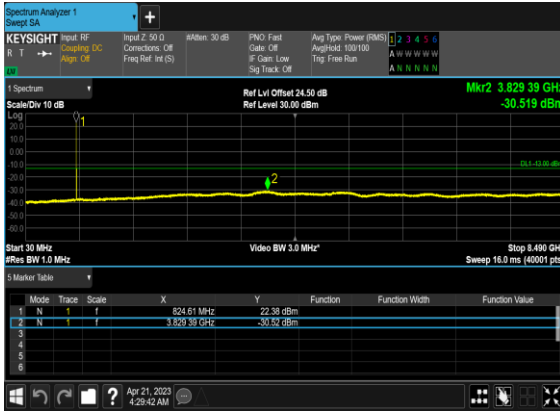 Spectrum Analyzer 1
Swept SA
+
KEYSIGHT Input: RF Input Z: 50 Ω #Atten: 30 dB PNO: Fast Avg Type: Power (RMS) 1 2 3 4 5 6
R T Coupling: DC Corrections: Off Gate: Off Avg|Hold: 100/100 A W W W W W
Align: Off Freq Ref: Int (S) IF Gain: Low Trig: Free Run
Sig Track: Off A N N N N N
1 Spectrum Ref Lvl Offset 24.50 dB Mkr2 3.829 39 GHz
Scale/Div 10 dB Ref Level 30.00 dBm -30.519 dBm
Log
20.0
10.0
0.00
-10.0
-20.0
-30.0
-40.0
-50.0
-60.0
1
2
DL1 -13.00 dBm
Start 30 MHz Video BW 3.0 MHz* Stop 8.490 GHz
#Res BW 1.0 MHz Sweep 16.0 ms (40001 pts)
5 Marker Table
Mode Trace Scale X Y Function Function Width Function Value
1 N 1 f 824.61 MHz 22.38 dBm
2 N 1 f 3.829 39 GHz -30.52 dBm
3
4
5
6
? Apr 21, 2023
4:29:42 AM